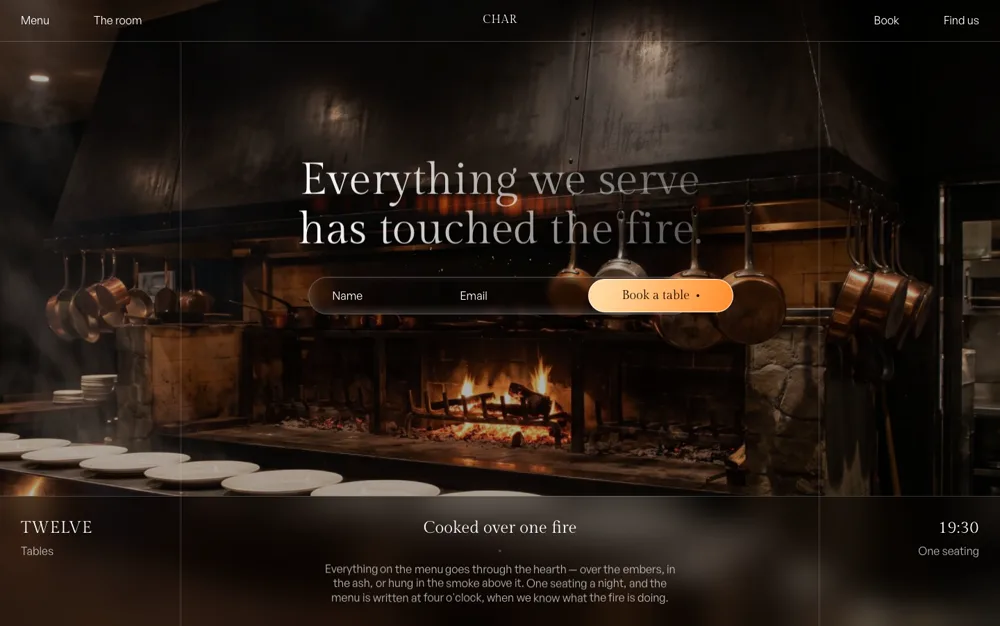 Menu
The room
CHAR
Book
Find us
Everything we serve
has touched the fire.
Name
Email
Book a table •
TWELVE
Tables
Cooked over one fire
Everything on the menu goes through the hearth — over the embers, in
the ash, or hung in the smoke above it. One seating a night, and the
menu is written at four o'clock, when we know what the fire is doing.
19:30
One seating